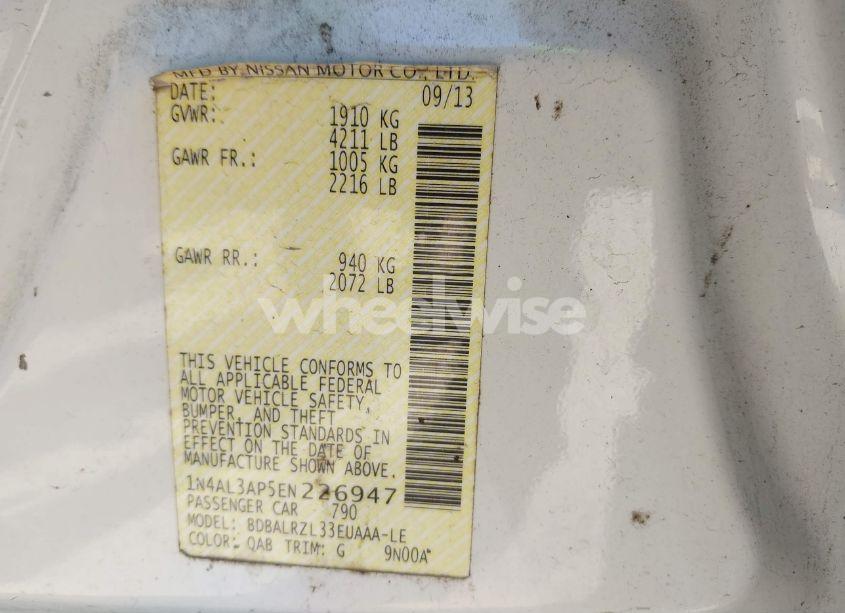 MFD BY NISSAN MOTOR CO., LTD.
DATE: 09/13
GVWR: 1910 KG
4211 LB
GAWR FR.: 1005 KG
2216 LB
GAWR RR.: 940 KG
2072 LB
wheelwise
THIS VEHICLE CONFORMS TO
ALL APPLICABLE FEDERAL
MOTOR VEHICLE SAFETY,
BUMPER, AND THEFT
PREVENTION STANDARDS IN
EFFECT ON THE DATE OF
MANUFACTURE SHOWN ABOVE.
1N4AL3AP5EN226947
PASSENGER CAR 790
MODEL: BDBALRZL33EUAAA-LE
COLOR: QAB TRIM: G 9N00A